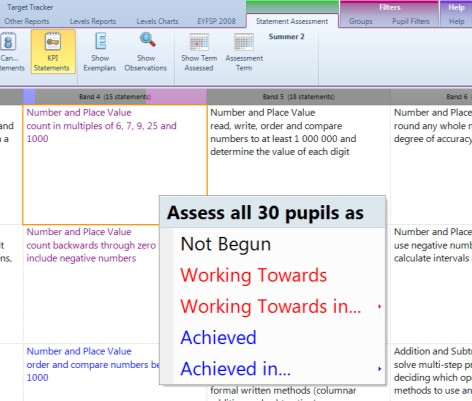 Target Tracker
Filters
Help
Other Reports
Levels Reports
Levels Charts
EYFSP 2008
Statement Assessment
Groups
Pupil Filters
Help
Can...
KPI
Statements
Show
Exemplars
Show
Observations
Show Term
Assessed
Assessment
Term
Summer 2
Band 4 (15 statements)
Band 5 (18 statements)
Band 6
Number and Place Value
count in multiples of 6, 7, 9, 25 and
1000
Number and Place Value
read, write, order and compare
numbers to at least 1 000 000 and
determine the value of each digit
Number and Place
round any whole
degree of accuracy
Number and Place Value
count backwards through zero
include negative numbers
Number and Place
use negative numb
calculate intervals
Number and Place Value
order and compare numbers be
1000
formal written methods (columnar
Addition and Subt
solve multi-step pr
deciding which op
methods to use an
Assess all 30 pupils as
Not Begun
Working Towards
Working Towards in...
Achieved
Achieved in...